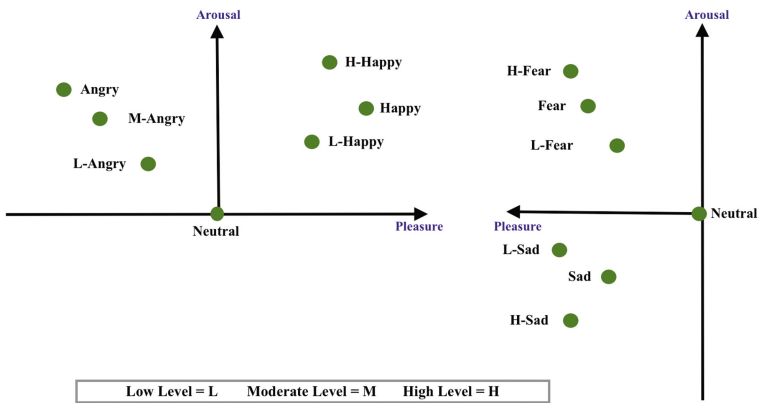 Arousal
H-Happy
Angry
Happy
M-Angry
L-Happy
L-Angry
Neutral
Pleasure
Arousal
H-Fear
Fear
L-Fear
Neutral
Pleasure
L-Sad
Sad
H-Sad
Low Level = L Moderate Level = M High Level = H